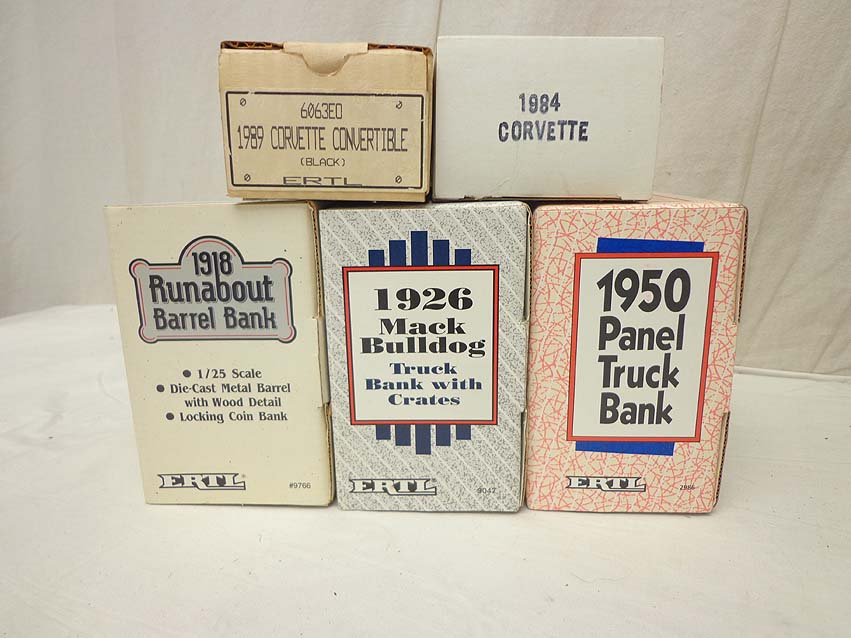 6063EO
1989 CORVETTE CONVERTIBLE
(BLACK)
ERTL
1984
CORVETTE
1918
Runabout
Barrel Bank
● 1/25 Scale
● Die-Cast Metal Barrel
with Wood Detail
● Locking Coin Bank
ERTL®
#9766
1926
Mack
Bulldog
Truck
Bank with
Crates
ERTL
9047
1950
Panel
Truck
Bank
ERTL
2986